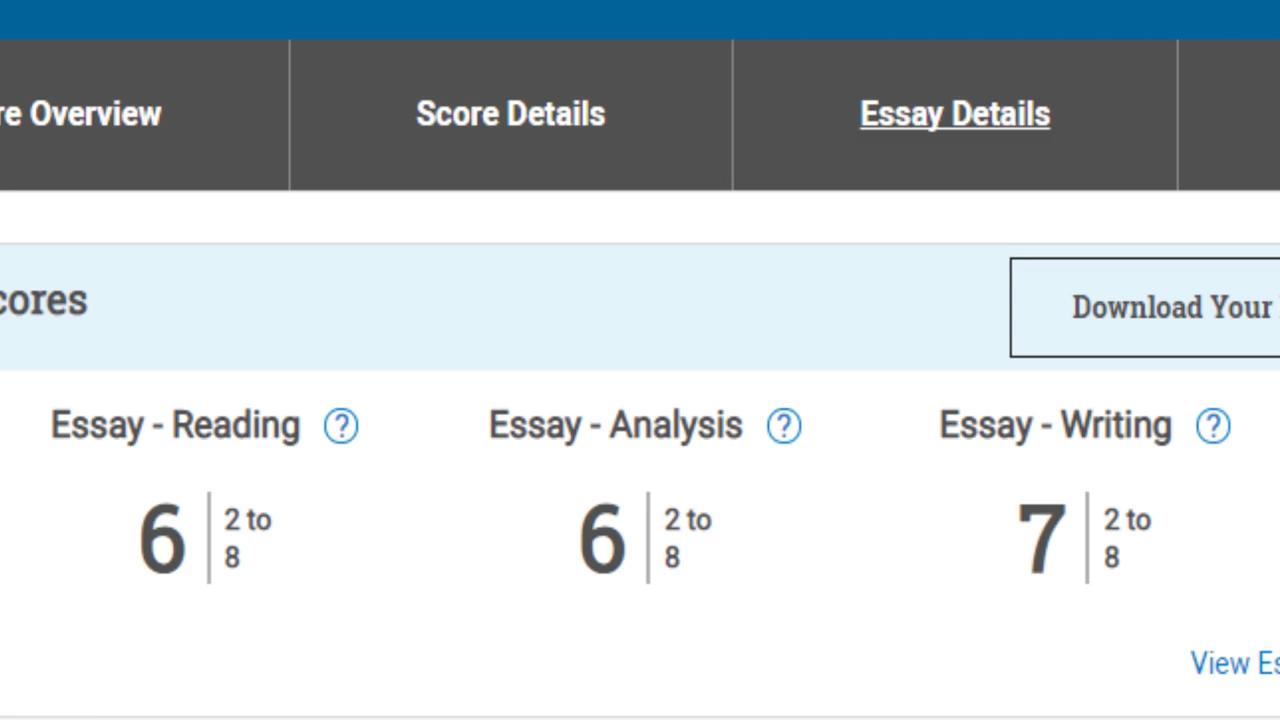 re Overview
Score Details
Essay Details
cores
Download Your
Essay - Reading ?
Essay - Analysis ?
Essay - Writing ?
6
2 to
8
6
2 to
8
7
2 to
8
View Es